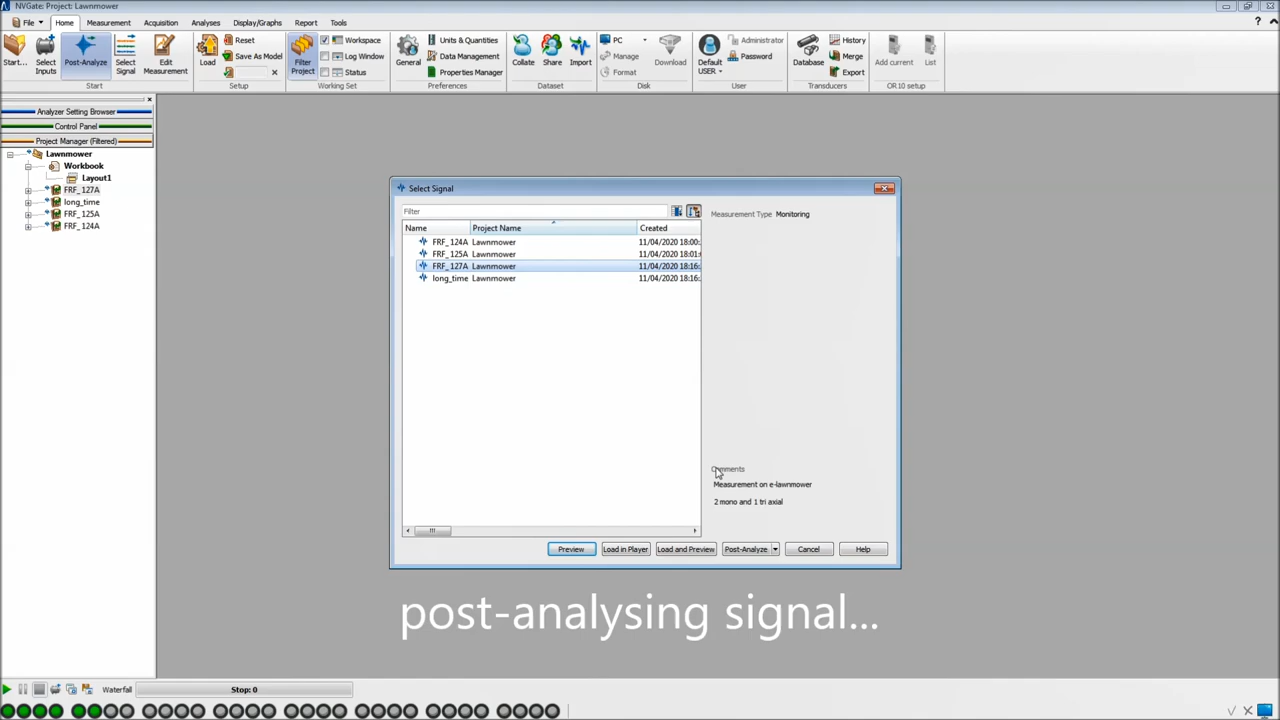 NVGate: Project: Lawnmower
File Home Measurement Acquisition Analyses Display/Graphs Report Tools
Start... Select Inputs Post-Analyze Select Signal Edit Measurement
Start
Load Reset Save As Model
Setup
Filter Project Workspace Log Window Status
Working Set
General Units & Quantities Data Management Properties Manager
Preferences
Collate Share Import
Dataset
PC Manage Format Download
Disk
Default USER Administrator Password
User
Database History Merge Export
Transducers
Add current List
OR10 setup
Analyzer Setting Browser
Control Panel
Project Manager (Filtered)
Lawnmower
Workbook
Layout1
FRF_127A
long_time
FRF_125A
FRF_124A
Select Signal
Filter
Measurement Type Monitoring
Name Project Name Created
FRF_124A Lawnmower 11/04/2020 18:00:
FRF_125A Lawnmower 11/04/2020 18:01:
FRF_127A Lawnmower 11/04/2020 18:16:
long_time Lawnmower 11/04/2020 18:16:
Comments
Measurement on e-lawnmower
2 mono and 1 tri axial
Preview Load in Player Load and Preview Post-Analyze Cancel Help
post-analysing signal...
Waterfall Stop: 0